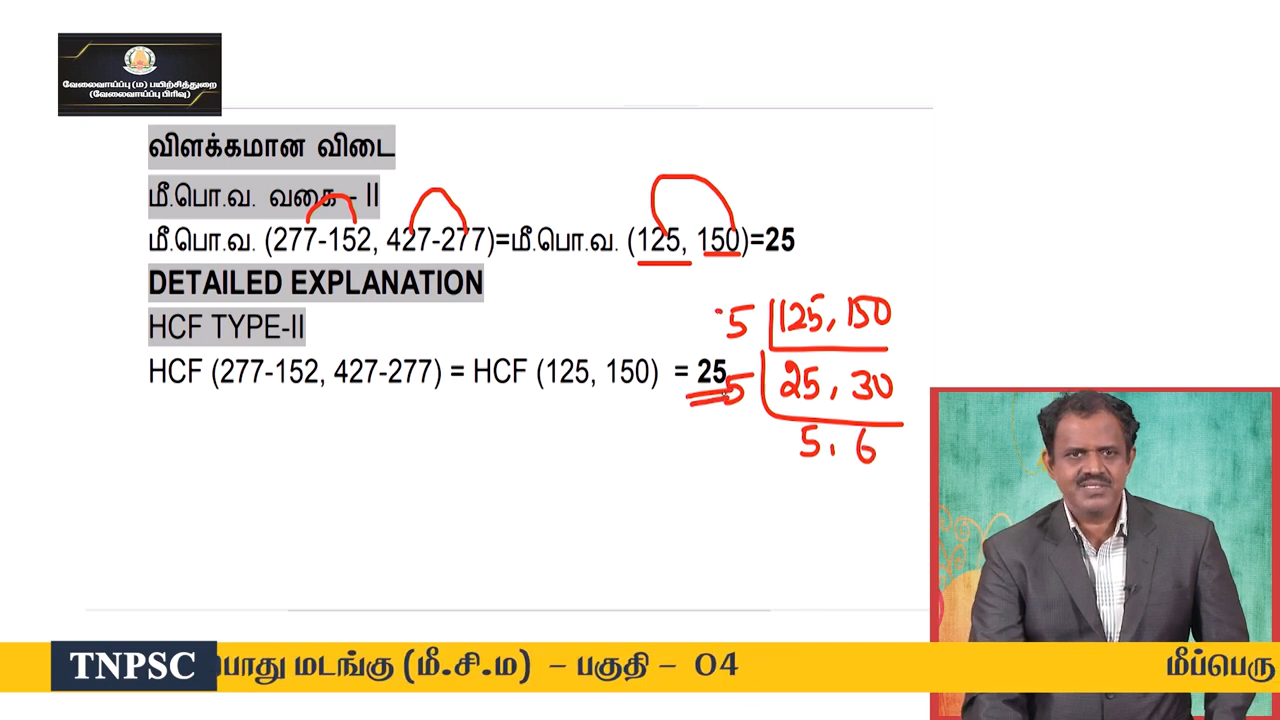 வேலைவாய்ப்பு (ம) பயிற்சித்துறை
(வேலைவாய்ப்பு பிரிவு)
விளக்கமான விடை
மீ.பொ.வ. வகை - II
மீ.பொ.வ. (277-152, 427-277)=மீ.பொ.வ. (125, 150)=25
DETAILED EXPLANATION
HCF TYPE-II
HCF (277-152, 427-277) = HCF (125, 150) = 25
5 125, 150
5 25, 30
5, 6
TNPSC பொது மடங்கு (மீ.சி.ம) – பகுதி – 04 மீப்பெரு